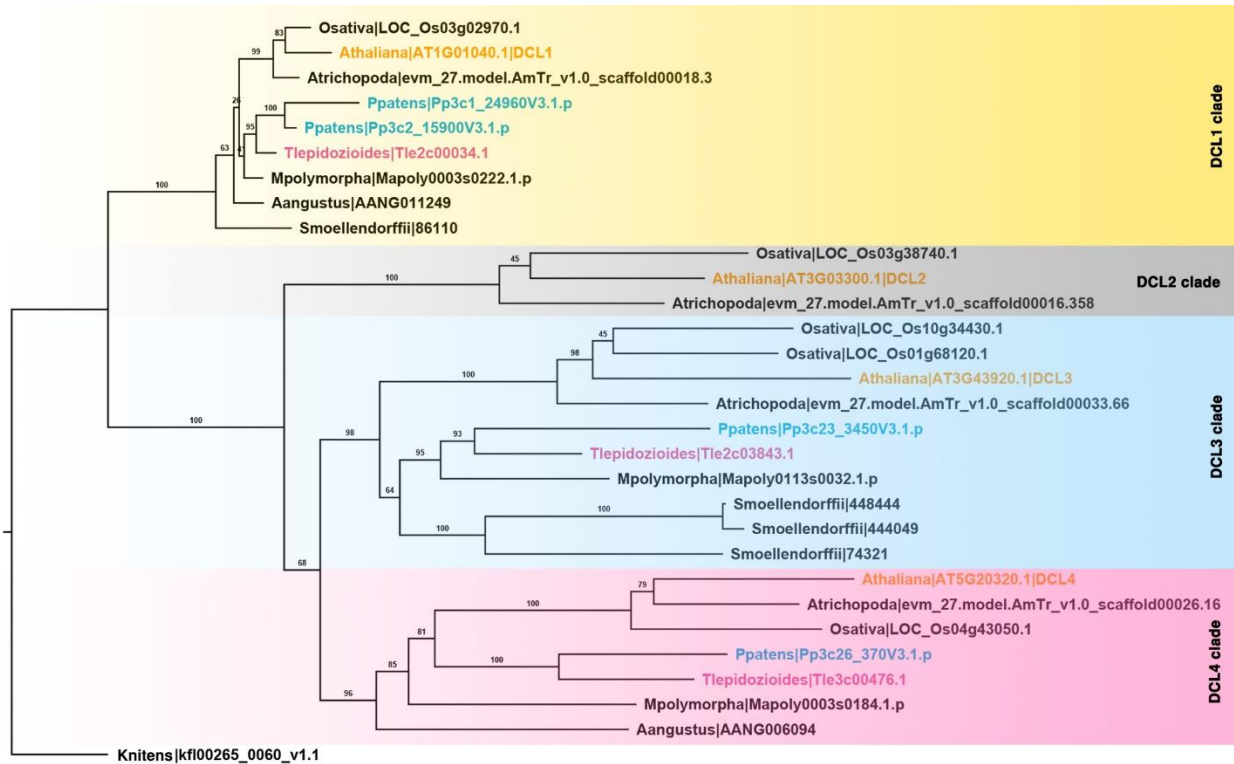 83
Osativa|LOC_Os03g02970.1
99
Athaliana|AT1G01040.1|DCL1
Atrichopoda|evm_27.model.AmTr_v1.0_scaffold00018.3
26
100
Ppatens|Pp3c1_24960V3.1.p
95
Ppatens|Pp3c2_15900V3.1.p
63
Tlepidozioides|Tle2c00034.1
100
Mpolymorpha|Mapoly0003s0222.1.p
Aangustus|AANG011249
Smoellendorffii|86110
DCL1 clade
45
Osativa|LOC_Os03g38740.1
100
Athaliana|AT3G03300.1|DCL2
Atrichopoda|evm_27.model.AmTr_v1.0_scaffold00016.358
DCL2 clade
45
Osativa|LOC_Os10g34430.1
98
Osativa|LOC_Os01g68120.1
100
Athaliana|AT3G43920.1|DCL3
Atrichopoda|evm_27.model.AmTr_v1.0_scaffold00033.66
100
98
93
Ppatens|Pp3c23_3450V3.1.p
95
Tlepidozioides|Tle2c03843.1
Mpolymorpha|Mapoly0113s0032.1.p
64
100
Smoellendorffii|448444
100
Smoellendorffii|444049
Smoellendorffii|74321
DCL3 clade
68
79
Athaliana|AT5G20320.1|DCL4
100
Atrichopoda|evm_27.model.AmTr_v1.0_scaffold00026.16
Osativa|LOC_Os04g43050.1
81
100
Ppatens|Pp3c26_370V3.1.p
85
Tlepidozioides|Tle3c00476.1
96
Mpolymorpha|Mapoly0003s0184.1.p
Aangustus|AANG006094
DCL4 clade
Knitens|kfl00265_0060_v1.1